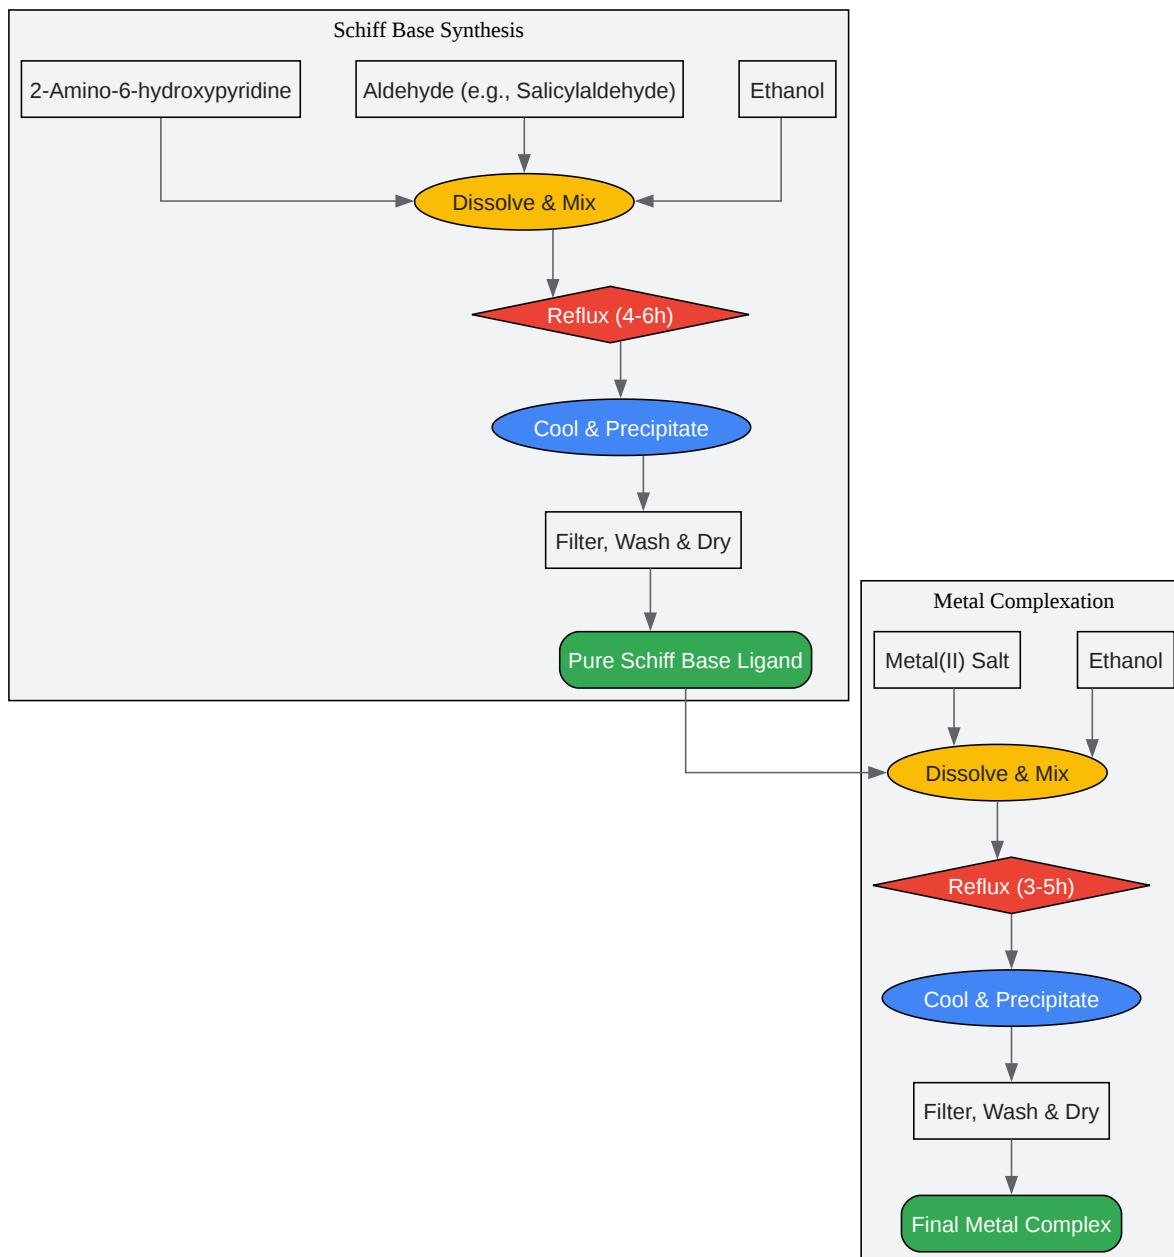 Schiff Base Synthesis
2-Amino-6-hydroxypyridine
Aldehyde (e.g., Salicylaldehyde)
Ethanol
Dissolve & Mix
Reflux (4-6h)
Cool & Precipitate
Filter, Wash & Dry
Pure Schiff Base Ligand
Metal Complexation
Metal(II) Salt
Ethanol
Dissolve & Mix
Reflux (3-5h)
Cool & Precipitate
Filter, Wash & Dry
Final Metal Complex